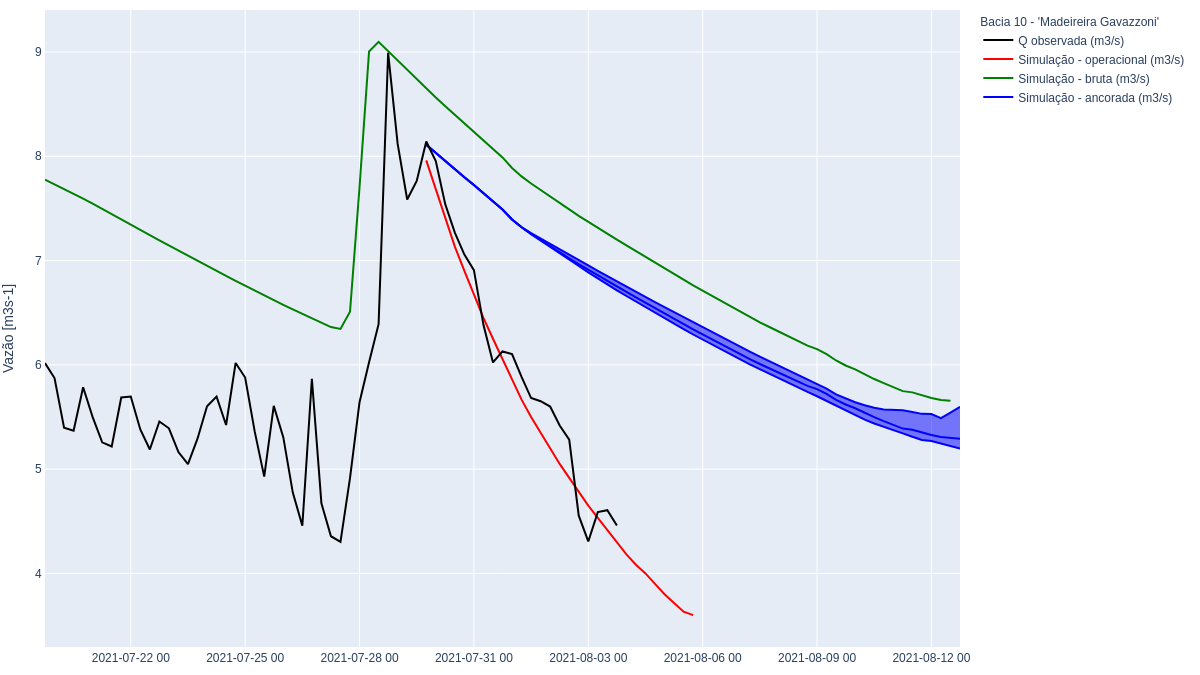 Bacia 10 - 'Madeireira Gavazzoni'
Q observada (m3/s)
Simulação - operacional (m3/s)
Simulação - bruta (m3/s)
Simulação - ancorada (m3/s)
Vazão [m3s-1]
9
8
7
6
5
4
2021-07-22 00
2021-07-25 00
2021-07-28 00
2021-07-31 00
2021-08-03 00
2021-08-06 00
2021-08-09 00
2021-08-12 00